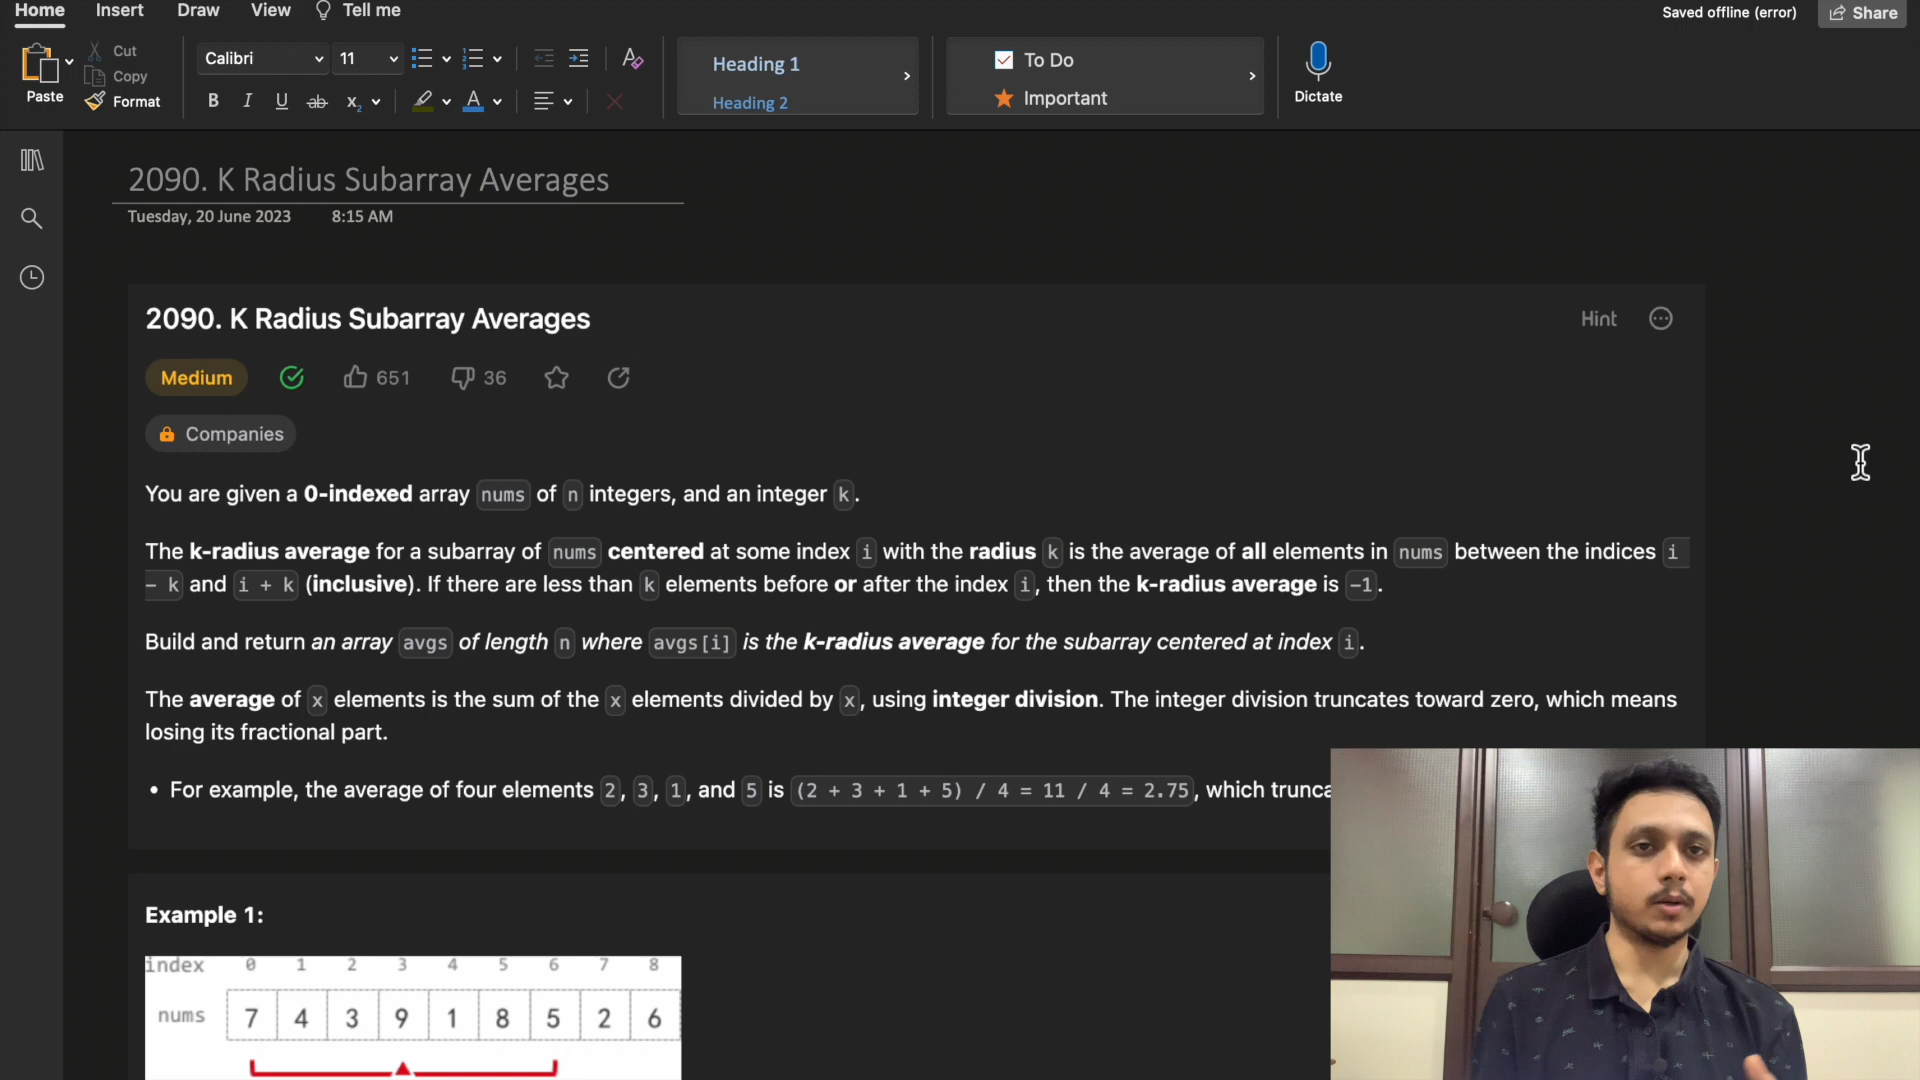 Home Insert Draw View Tell me
Saved offline (error) Share
Paste
Cut
Copy
Format
Calibri 11
B I U ab x₂ A
Heading 1
Heading 2
To Do
Important
Dictate
2090. K Radius Subarray Averages
Tuesday, 20 June 2023 8:15 AM
2090. K Radius Subarray Averages
Hint
Medium 651 36
Companies
You are given a 0-indexed array nums of n integers, and an integer k.
The k-radius average for a subarray of nums centered at some index i with the radius k is the average of all elements in nums between the indices i
- k and i + k (inclusive). If there are less than k elements before or after the index i, then the k-radius average is -1.
Build and return an array avgs of length n where avgs[i] is the k-radius average for the subarray centered at index i.
The average of x elements is the sum of the x elements divided by x, using integer division. The integer division truncates toward zero, which means
losing its fractional part.
• For example, the average of four elements 2, 3, 1, and 5 is (2 + 3 + 1 + 5) / 4 = 11 / 4 = 2.75, which trunca
Example 1:
index 0 1 2 3 4 5 6 7 8
nums 7 4 3 9 1 8 5 2 6